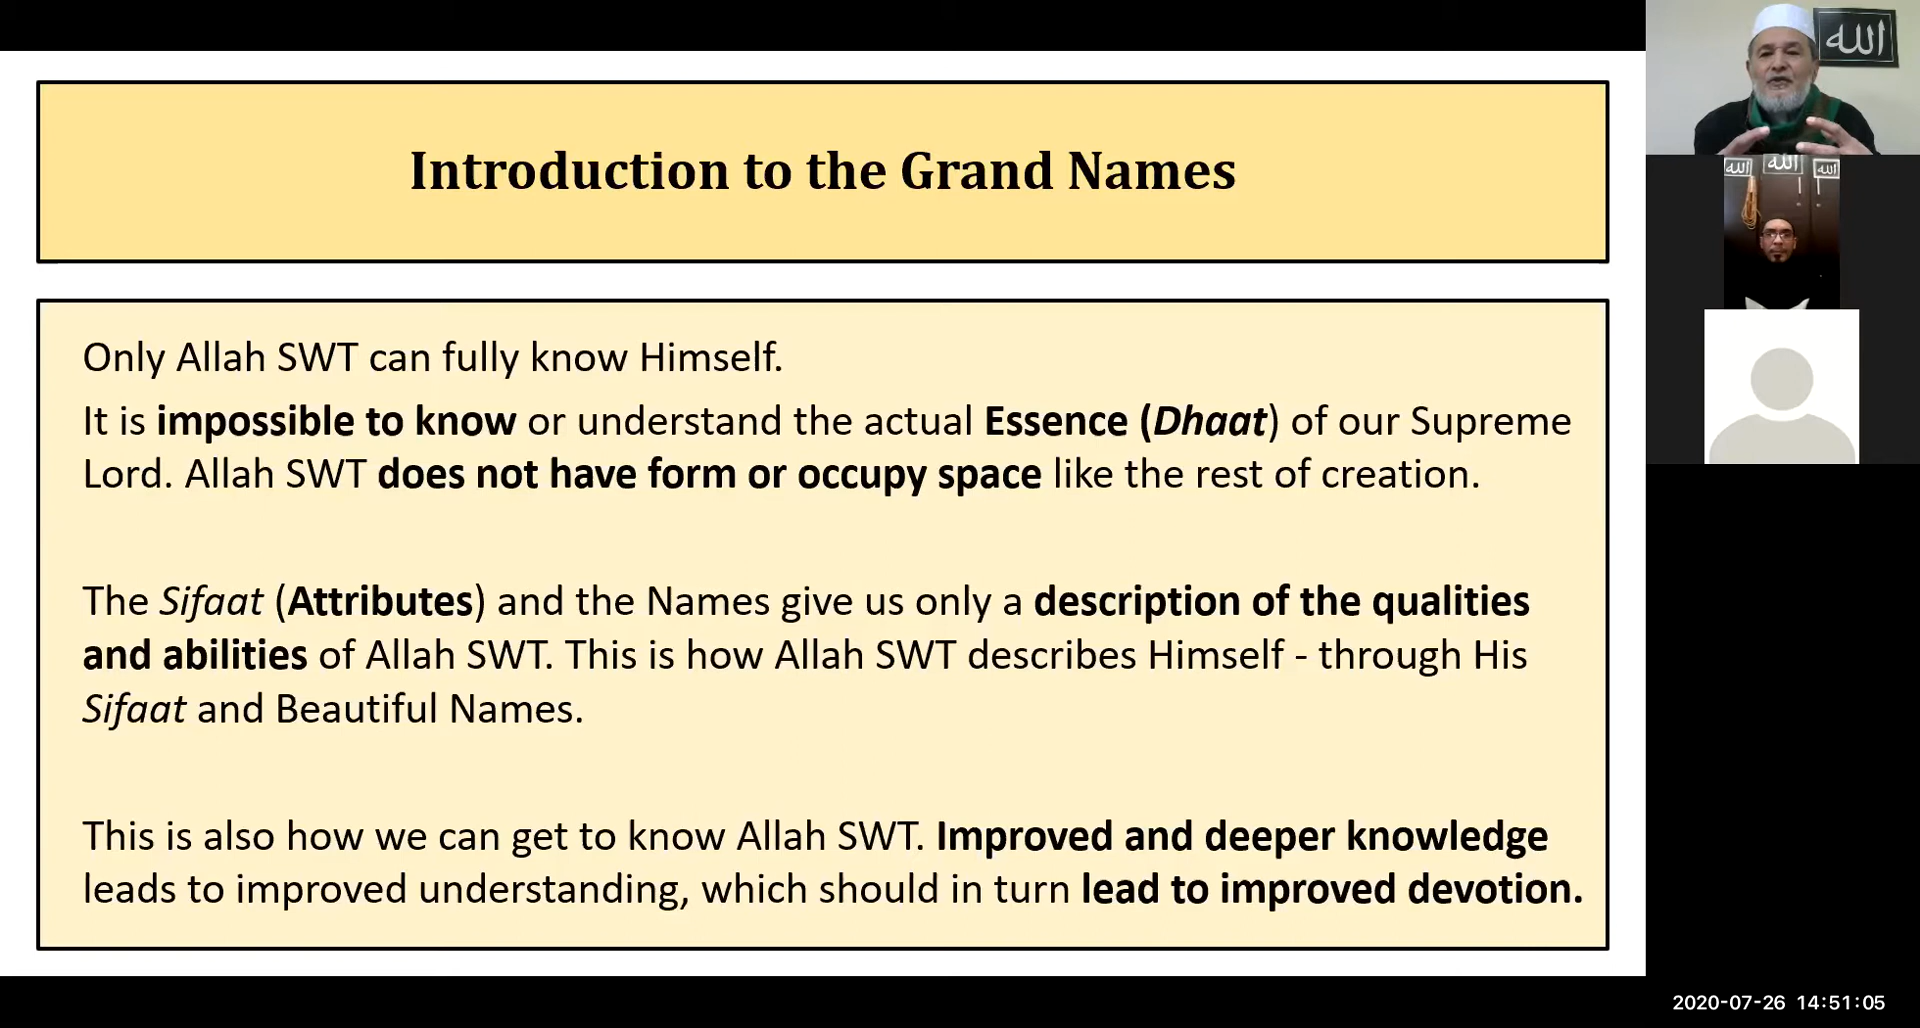 Introduction to the Grand Names
الله
الله
الله
الله
Only Allah SWT can fully know Himself.
It is impossible to know or understand the actual Essence (Dhaat) of our Supreme
Lord. Allah SWT does not have form or occupy space like the rest of creation.
The Sifaat (Attributes) and the Names give us only a description of the qualities
and abilities of Allah SWT. This is how Allah SWT describes Himself - through His
Sifaat and Beautiful Names.
This is also how we can get to know Allah SWT. Improved and deeper knowledge
leads to improved understanding, which should in turn lead to improved devotion.
2020-07-26 14:51:05